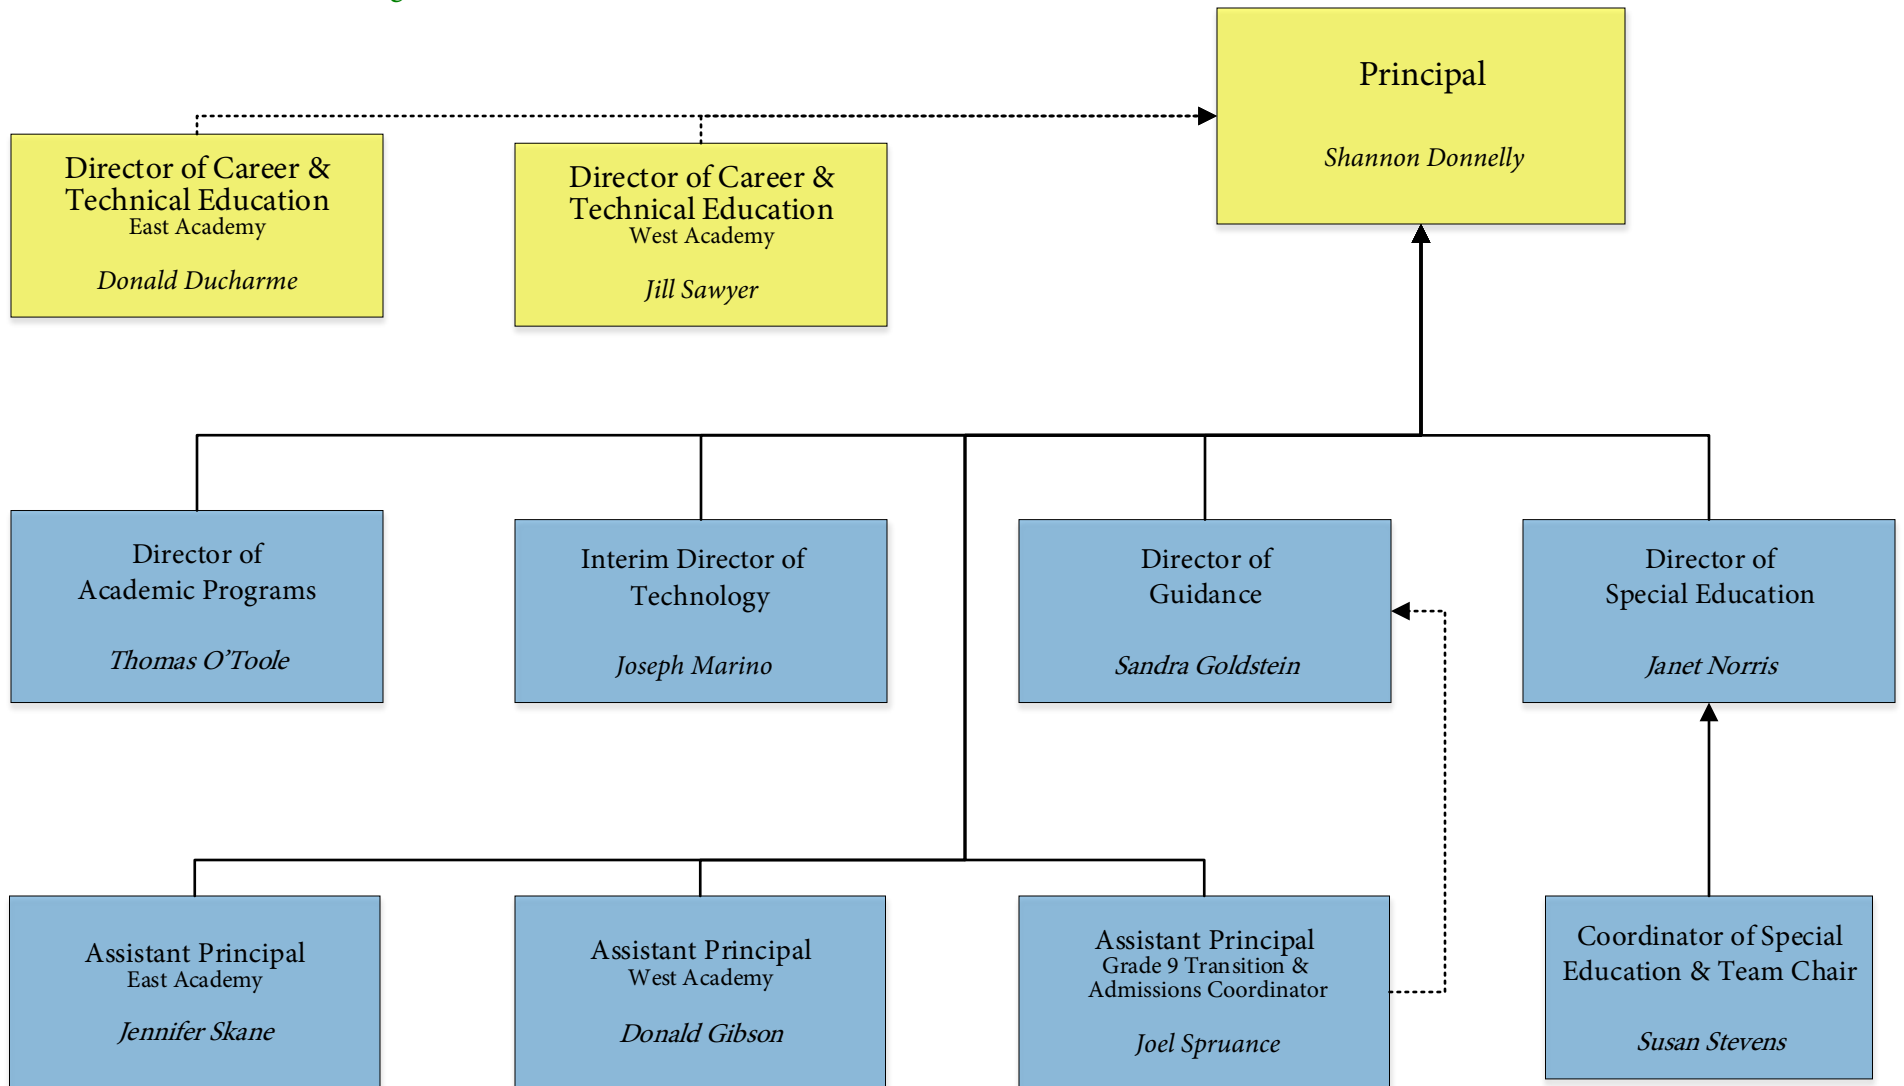 Principal
Shannon Donnelly
Director of Career &
Technical Education
East Academy
Donald Ducharme
Director of Career &
Technical Education
West Academy
Jill Sawyer
Director of
Academic Programs
Thomas O'Toole
Interim Director of
Technology
Joseph Marino
Director of
Guidance
Sandra Goldstein
Director of
Special Education
Janet Norris
Assistant Principal
East Academy
Jennifer Skane
Assistant Principal
West Academy
Donald Gibson
Assistant Principal
Grade 9 Transition &
Admissions Coordinator
Joel Spruance
Coordinator of Special
Education & Team Chair
Susan Stevens